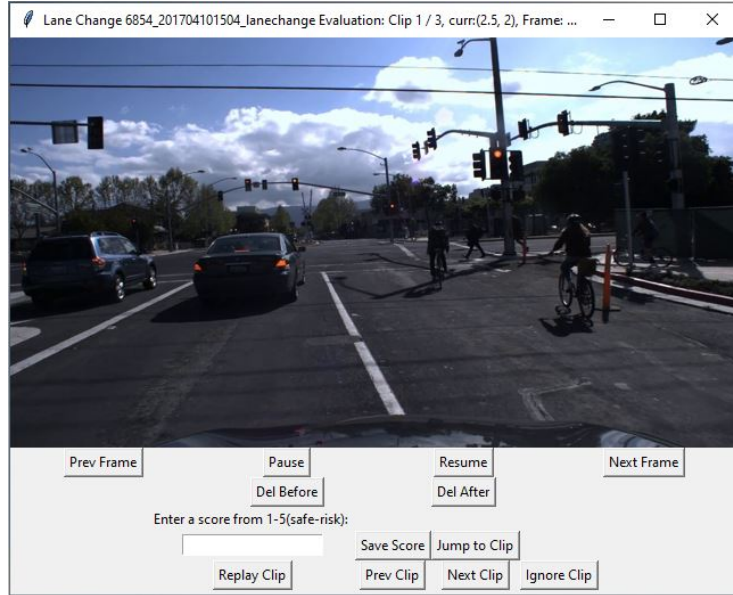 Lane Change 6854_201704101504_lanechange Evaluation: Clip 1 / 3, curr:(2.5, 2), Frame: ...
Prev Frame Pause Resume Next Frame
Del Before Del After
Enter a score from 1-5(safe-risk):
Save Score Jump to Clip
Replay Clip Prev Clip Next Clip Ignore Clip